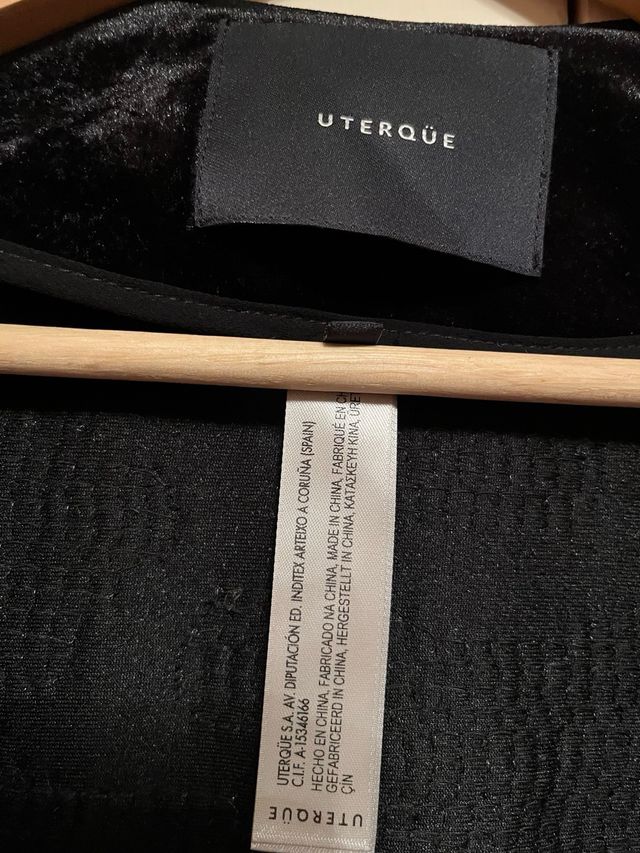 UTERQÜE
UTERQÜE S.A. AV. DIPUTACIÓN ED. INDITEX ARTEIXO A CORUÑA (SPAIN)
C.I.F. A-15346166
HECHO EN CHINA, FABRICADO NA CHINA, MADE IN CHINA, FABRIQUÉ EN
GEFABRICEERD IN CHINA, HERGESTELLT IN CHINA, ΚΑΤΑΣΚΕΥΗ ΚΙΝΑ,
ÇIN
UTERQÜE